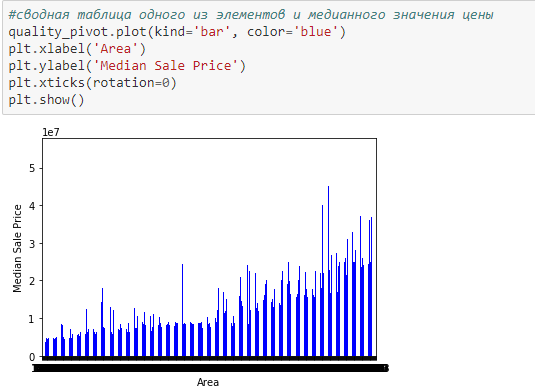 #сводная таблица одного из элементов и медианного значения цены
quality_pivot.plot(kind='bar', color='blue')
plt.xlabel('Area')
plt.ylabel('Median Sale Price')
plt.xticks(rotation=0)
plt.show()
1e7
5
4
3
2
1
0
Median Sale Price
Area